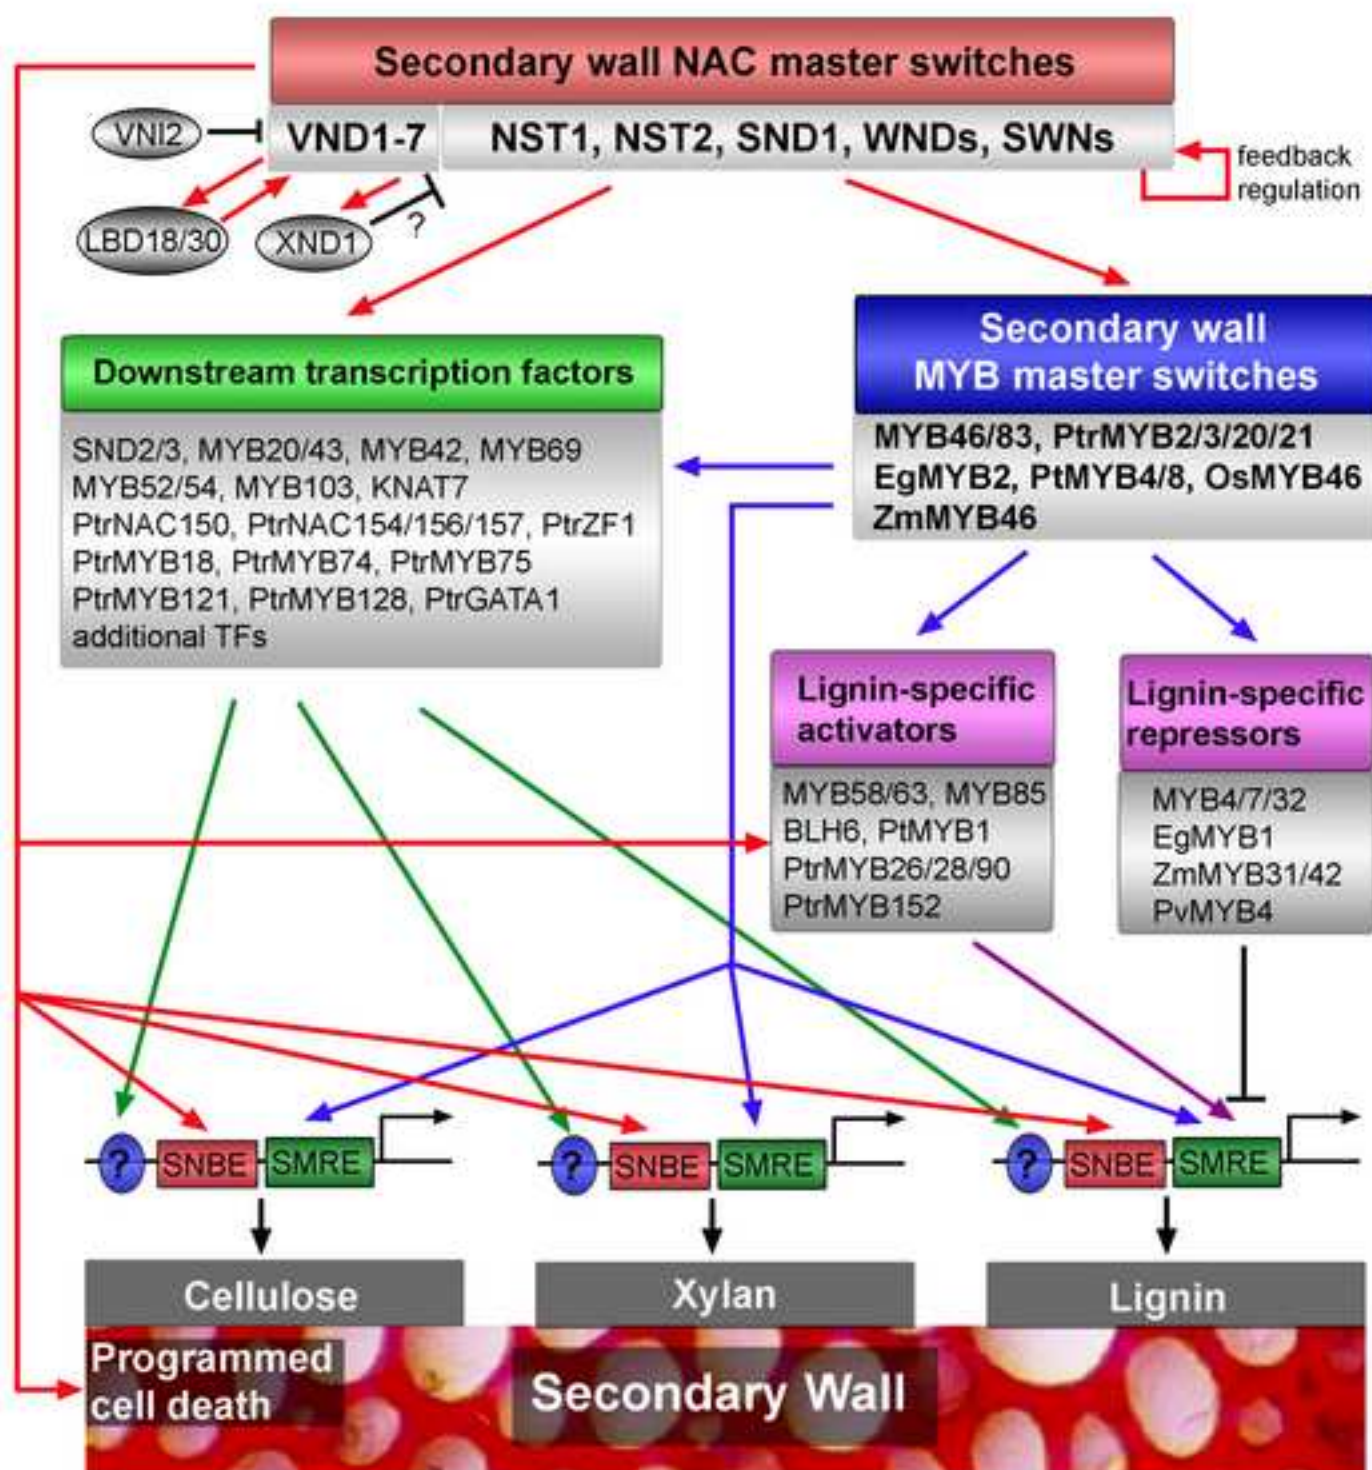 Secondary wall NAC master switches
VNI2
VND1-7
NST1, NST2, SND1, WNDs, SWNs
feedback
regulation
LBD18/30
XND1
?
Downstream transcription factors
SND2/3, MYB20/43, MYB42, MYB69
MYB52/54, MYB103, KNAT7
PtrNAC150, PtrNAC154/156/157, PtrZF1
PtrMYB18, PtrMYB74, PtrMYB75
PtrMYB121, PtrMYB128, PtrGATA1
additional TFs
Secondary wall
MYB master switches
MYB46/83, PtrMYB2/3/20/21
EgMYB2, PtMYB4/8, OsMYB46
ZmMYB46
Lignin-specific
activators
MYB58/63, MYB85
BLH6, PtMYB1
PtrMYB26/28/90
PtrMYB152
Lignin-specific
repressors
MYB4/7/32
EgMYB1
ZmMYB31/42
PvMYB4
? SNBE SMRE
? SNBE SMRE
? SNBE SMRE
Cellulose
Xylan
Lignin
Programmed
cell death
Secondary Wall